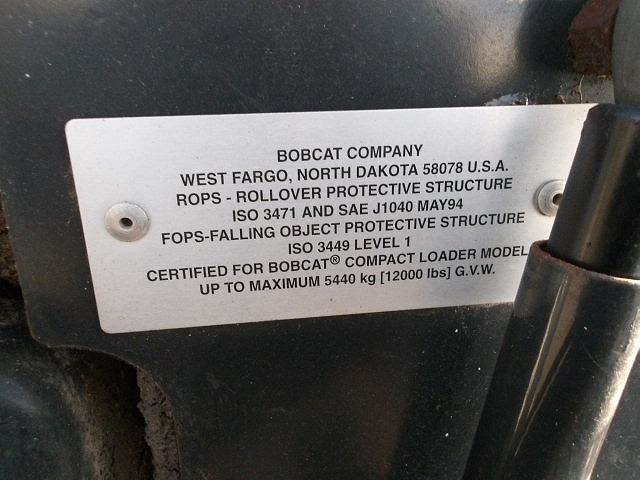 BOBCAT COMPANY
WEST FARGO, NORTH DAKOTA 58078 U.S.A.
ROPS - ROLLOVER PROTECTIVE STRUCTURE
ISO 3471 AND SAE J1040 MAY94
FOPS-FALLING OBJECT PROTECTIVE STRUCTURE
ISO 3449 LEVEL 1
CERTIFIED FOR BOBCAT® COMPACT LOADER MODEL
UP TO MAXIMUM 5440 kg [12000 lbs] G.V.W.